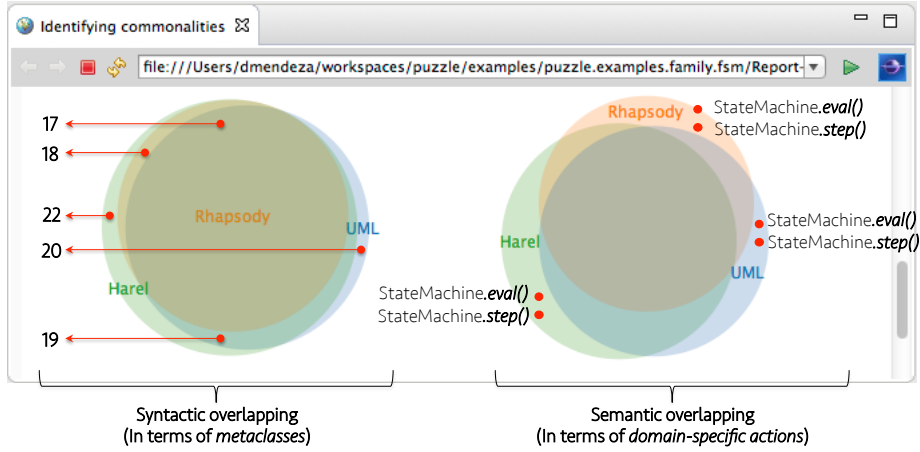 Identifying commonalities
file:///Users/dmendeza/workspaces/puzzle/examples/puzzle.examples.family.fsm/Report-
17
18
22
20
19
Rhapsody
UML
Harel
Rhapsody
StateMachine.eval()
StateMachine.step()
Harel
StateMachine.eval()
StateMachine.step()
UML
StateMachine.eval()
StateMachine.step()
Syntactic overlapping
(In terms of metaclasses)
Semantic overlapping
(In terms of domain-specific actions)